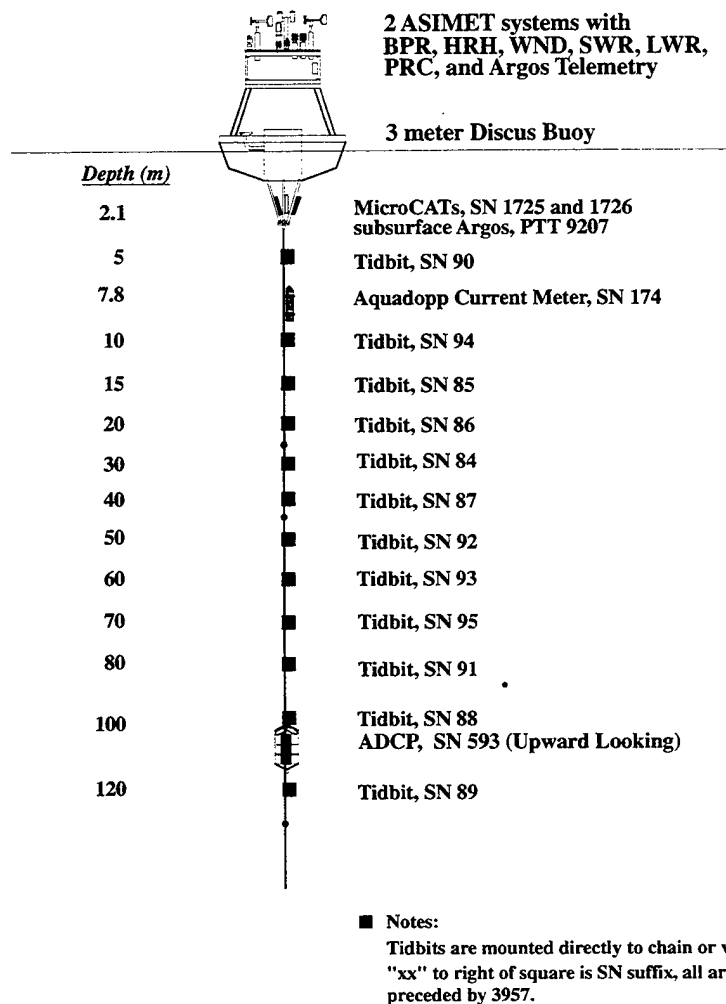 2 ASIMET systems with
BPR, HRH, WND, SWR, LWR,
PRC, and Argos Telemetry
3 meter Discus Buoy
Depth (m)
2.1 MicroCATs, SN 1725 and 1726
subsurface Argos, PTT 9207
5 Tidbit, SN 90
7.8 Aquadopp Current Meter, SN 174
10 Tidbit, SN 94
15 Tidbit, SN 85
20 Tidbit, SN 86
30 Tidbit, SN 84
40 Tidbit, SN 87
50 Tidbit, SN 92
60 Tidbit, SN 93
70 Tidbit, SN 95
80 Tidbit, SN 91
100 Tidbit, SN 88
ADCP, SN 593 (Upward Looking)
120 Tidbit, SN 89
Notes:
Tidbits are mounted directly to chain or
"xx" to right of square is SN suffix, all
preceded by 3957.